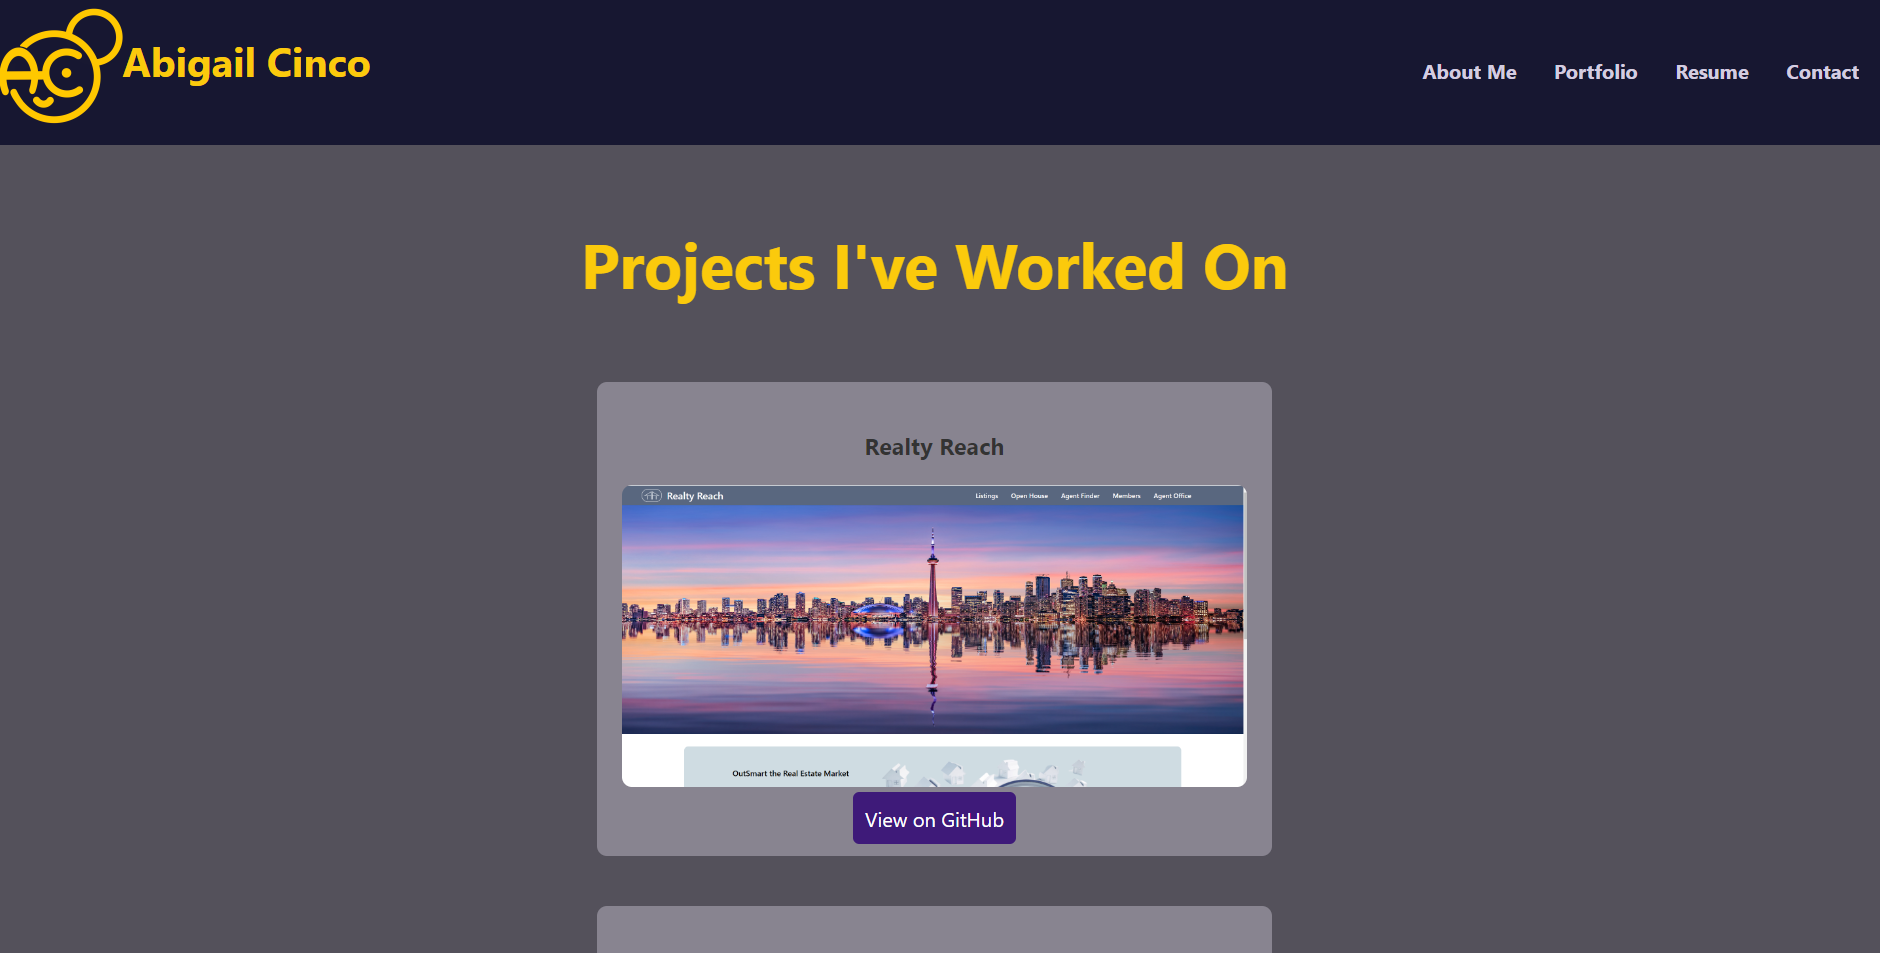 Abigail Cinco
About Me Portfolio Resume Contact
Projects I've Worked On
Realty Reach
Realty Reach Listings Open House Agent Finder Members Agent Office
OutSmart the Real Estate Market
View on GitHub